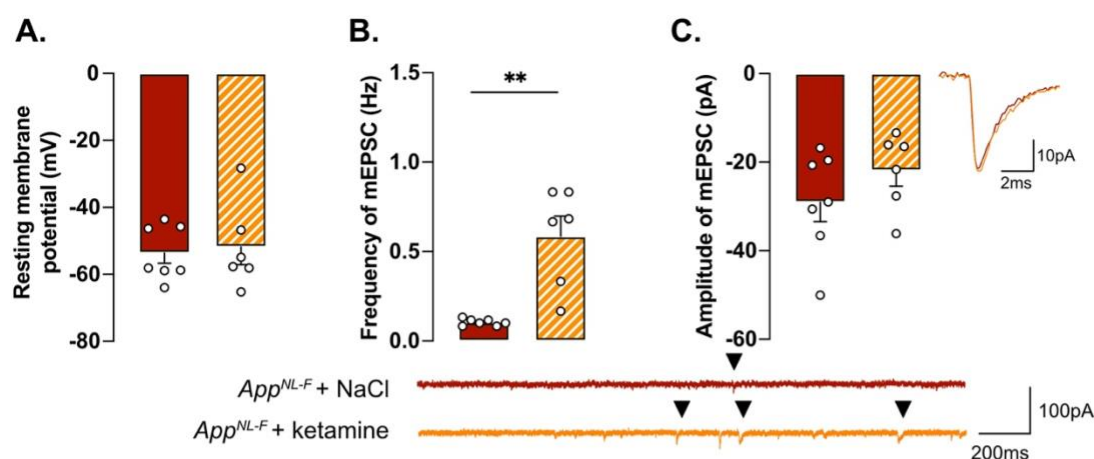 A.
B.
C.
Resting membrane
potential (mV)
0
-20
-40
-60
-80
Frequency of mEPSC (Hz)
1.5
1.0
0.5
0.0
**
Amplitude of mEPSC (pA)
0
-20
-40
-60
10pA
2ms
App^NL-F + NaCl
App^NL-F + ketamine
100pA
200ms